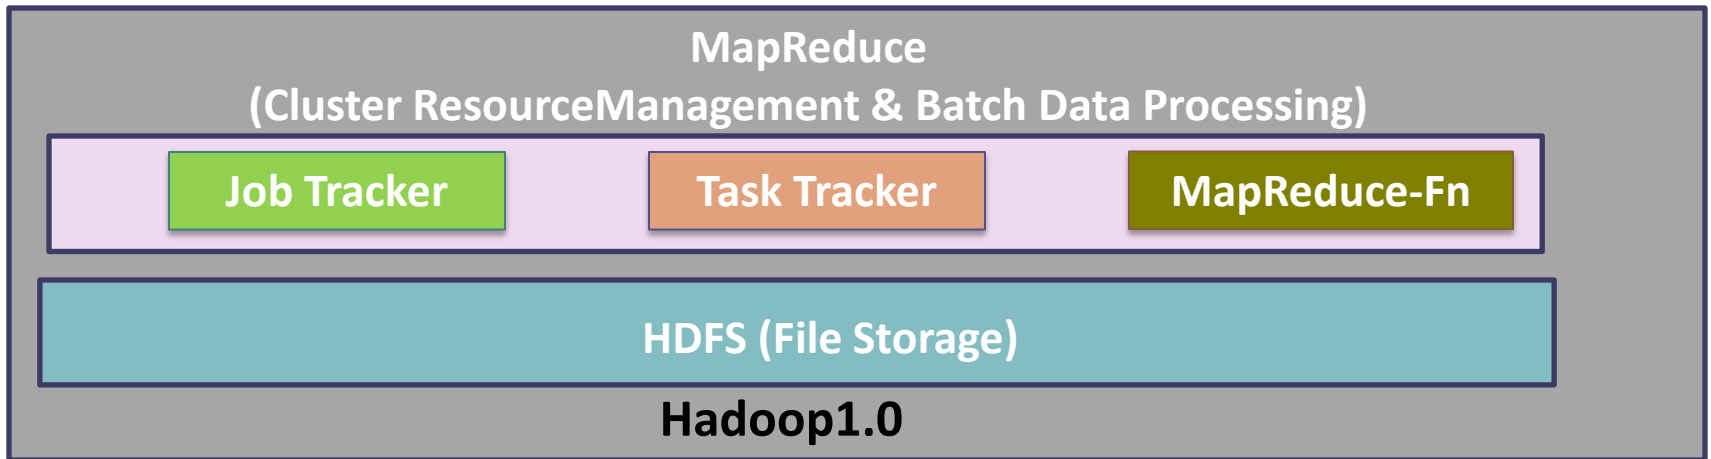 MapReduce
(Cluster ResourceManagement & Batch Data Processing)
Job Tracker
Task Tracker
MapReduce-Fn
HDFS (File Storage)
Hadoop1.0